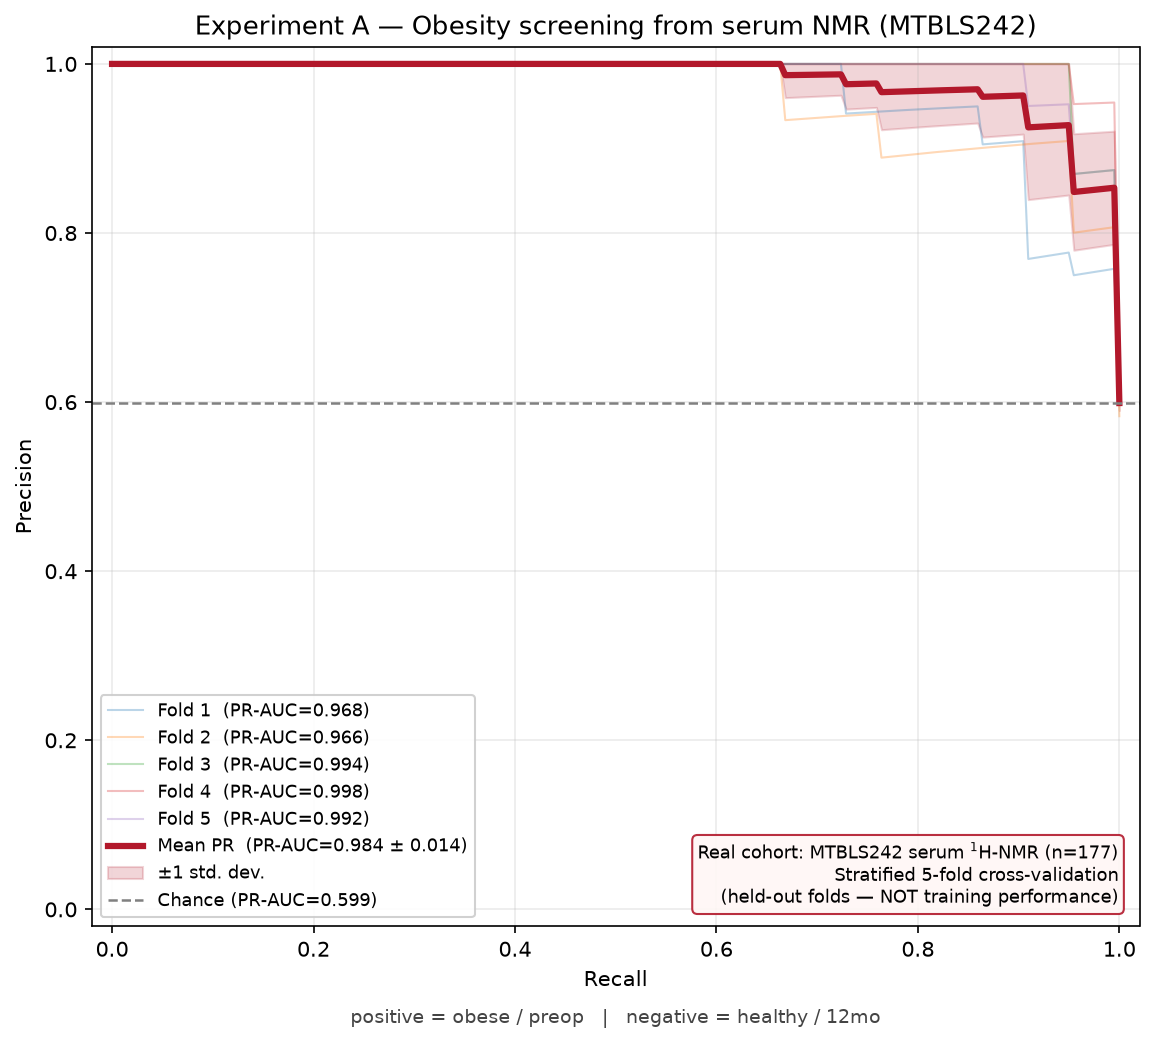 Experiment A — Obesity screening from serum NMR (MTBLS242)
1.0
0.8
0.6
0.4
0.2
0.0
Precision
Fold 1 (PR-AUC=0.968)
Fold 2 (PR-AUC=0.966)
Fold 3 (PR-AUC=0.994)
Fold 4 (PR-AUC=0.998)
Fold 5 (PR-AUC=0.992)
Mean PR (PR-AUC=0.984 ± 0.014)
±1 std. dev.
Chance (PR-AUC=0.599)
Real cohort: MTBLS242 serum ¹H-NMR (n=177)
Stratified 5-fold cross-validation
(held-out folds — NOT training performance)
0.0 0.2 0.4 0.6 0.8 1.0
Recall
positive = obese / preop | negative = healthy / 12mo